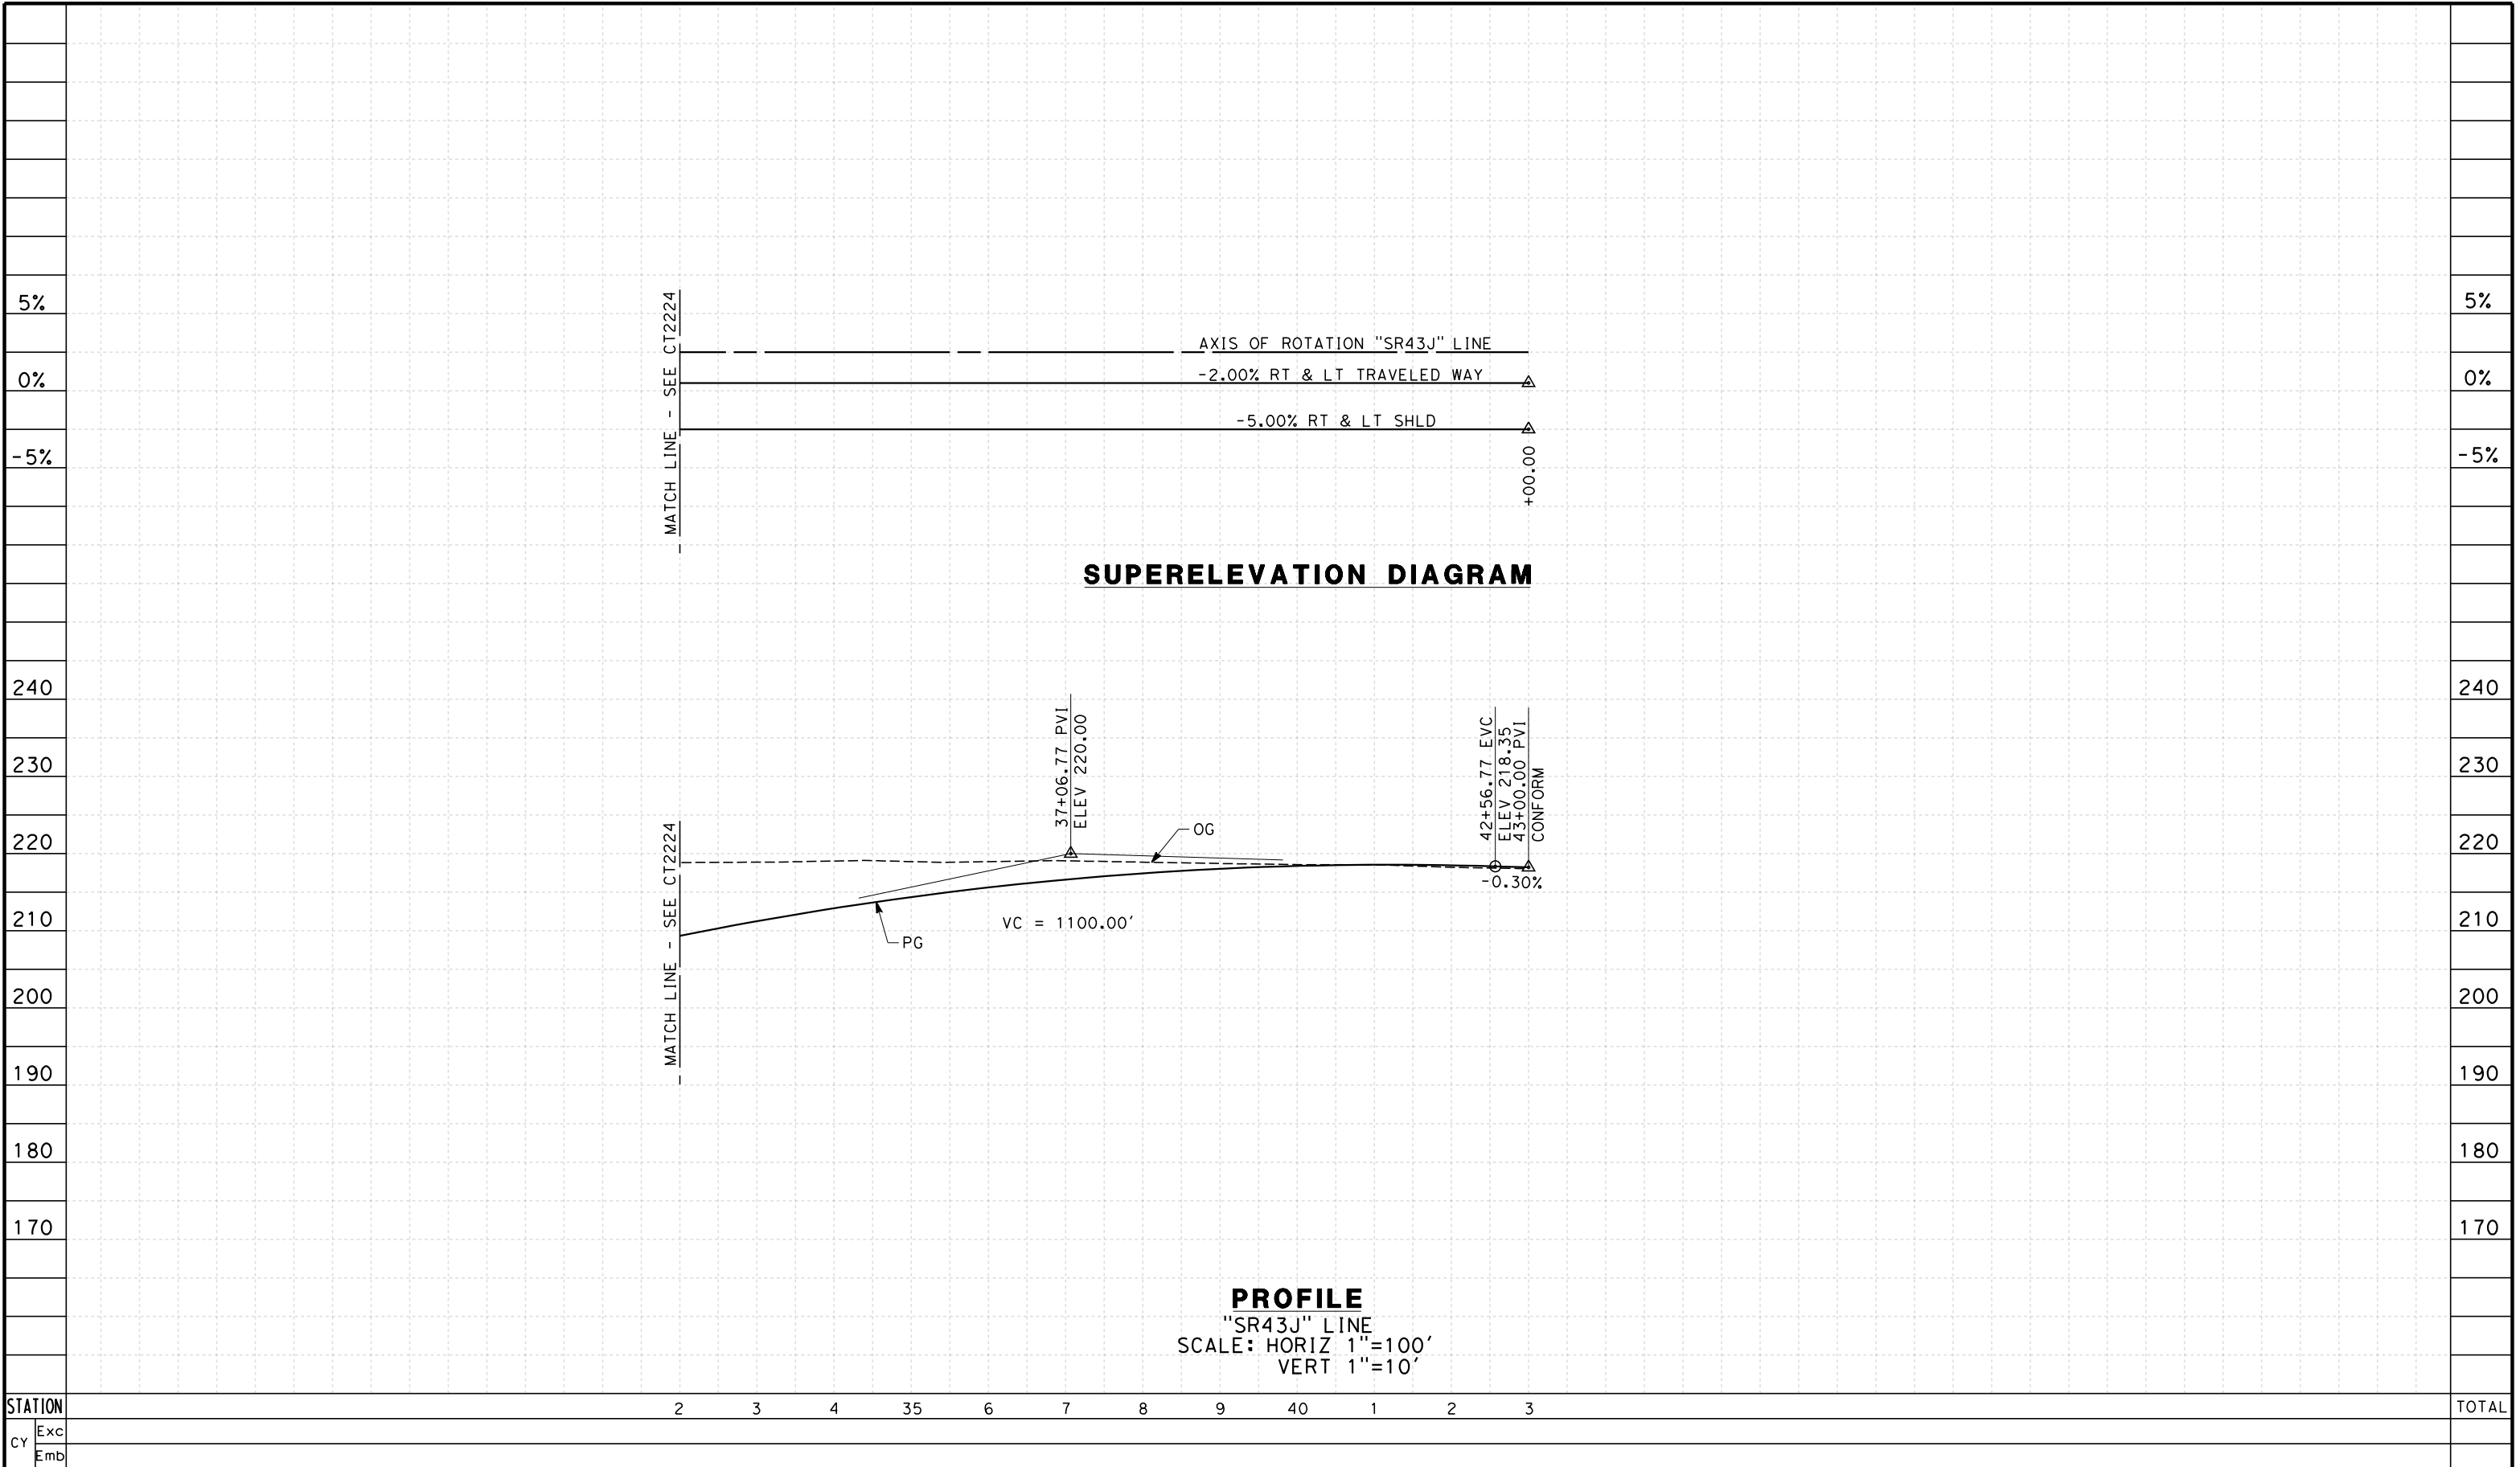 5%
0%
-5%
5%
0%
-5%
MATCH LINE - SEE CT2224
AXIS OF ROTATION "SR43J" LINE
-2.00% RT & LT TRAVELED WAY
-5.00% RT & LT SHLD
+00.00
SUPERELEVATION DIAGRAM
240
230
220
210
200
190
180
170
240
230
220
210
200
190
180
170
MATCH LINE - SEE CT2224
37+06.77 PVI
ELEV 220.00
42+56.77 EVC
ELEV 218.35
43+00.00 PVI
CONFORM
OG
-0.30%
VC = 1100.00′
PG
PROFILE
"SR43J" LINE
SCALE: HORIZ 1"=100′
VERT 1"=10′
STATION 2 3 4 35 6 7 8 9 40 1 2 3 TOTAL
CY
Exc
Emb